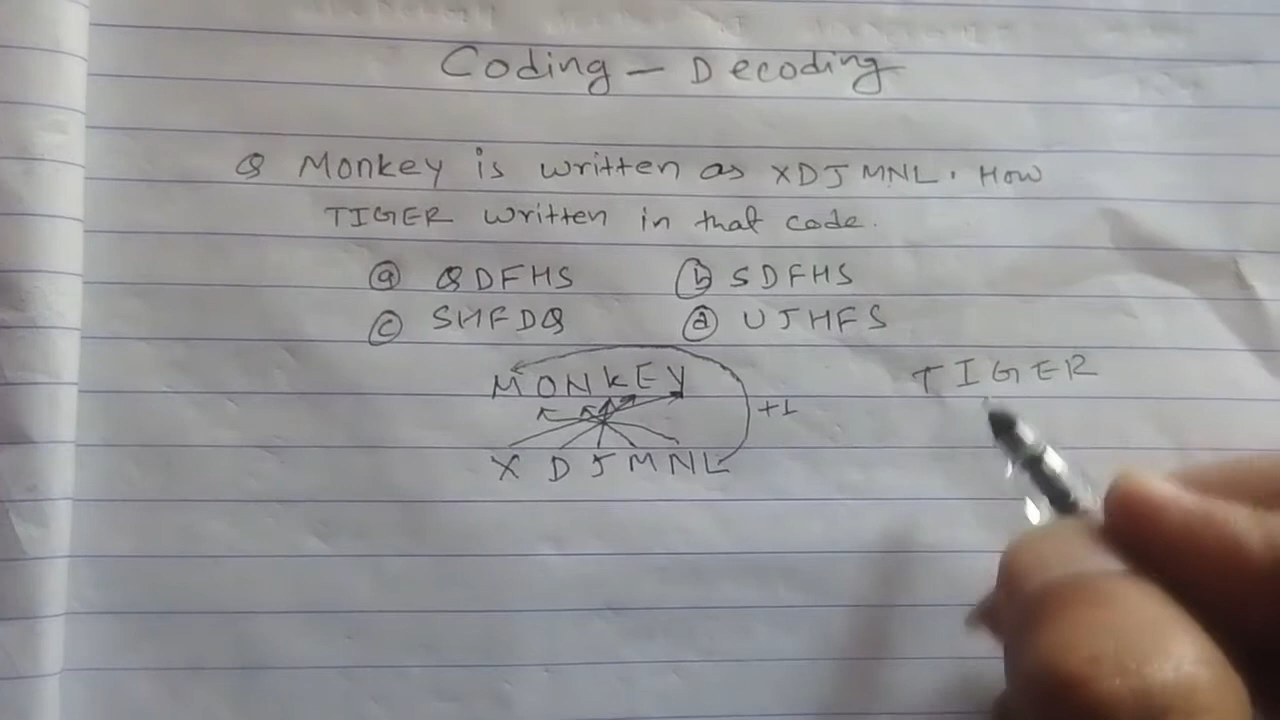 Coding - Decoding
Q Monkey is written as XDJMNL. How
TIGER written in that code.
(a) QDFHS (b) SDFHS
(c) SHFDQ (d) UJHFS
MONKEY TIGER
+1
XDJMNL